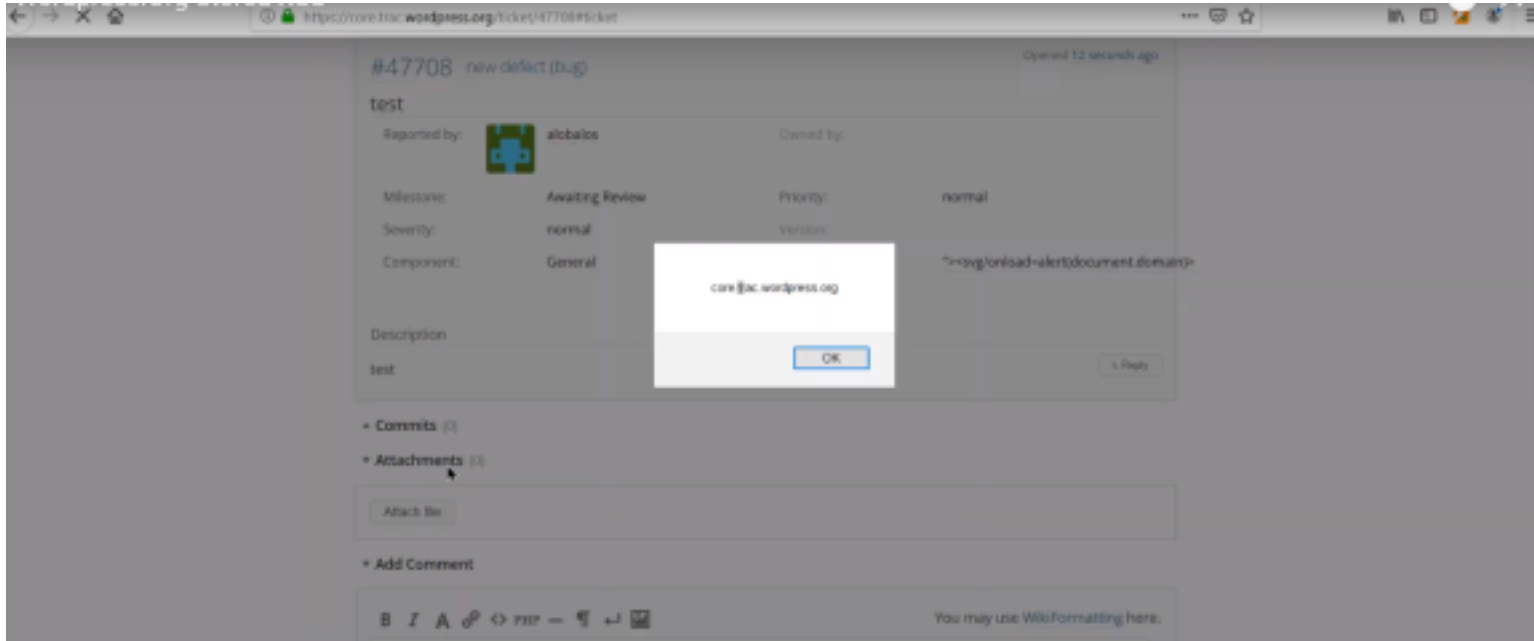 https://core.trac.wordpress.org/ticket/47708#ticket
#47708 new defect (bug)
Opened 12 seconds ago
test
Reported by: alobalos Owned by:
Milestone: Awaiting Review Priority: normal
Severity: normal Version:
Component: General "><svg/onload=alert(document.domain)>
core.trac.wordpress.org
OK
Description
test
Reply
Commits (0)
Attachments (0)
Attach file
Add Comment
B I A <> PHP — ¶
You may use WikiFormatting here.